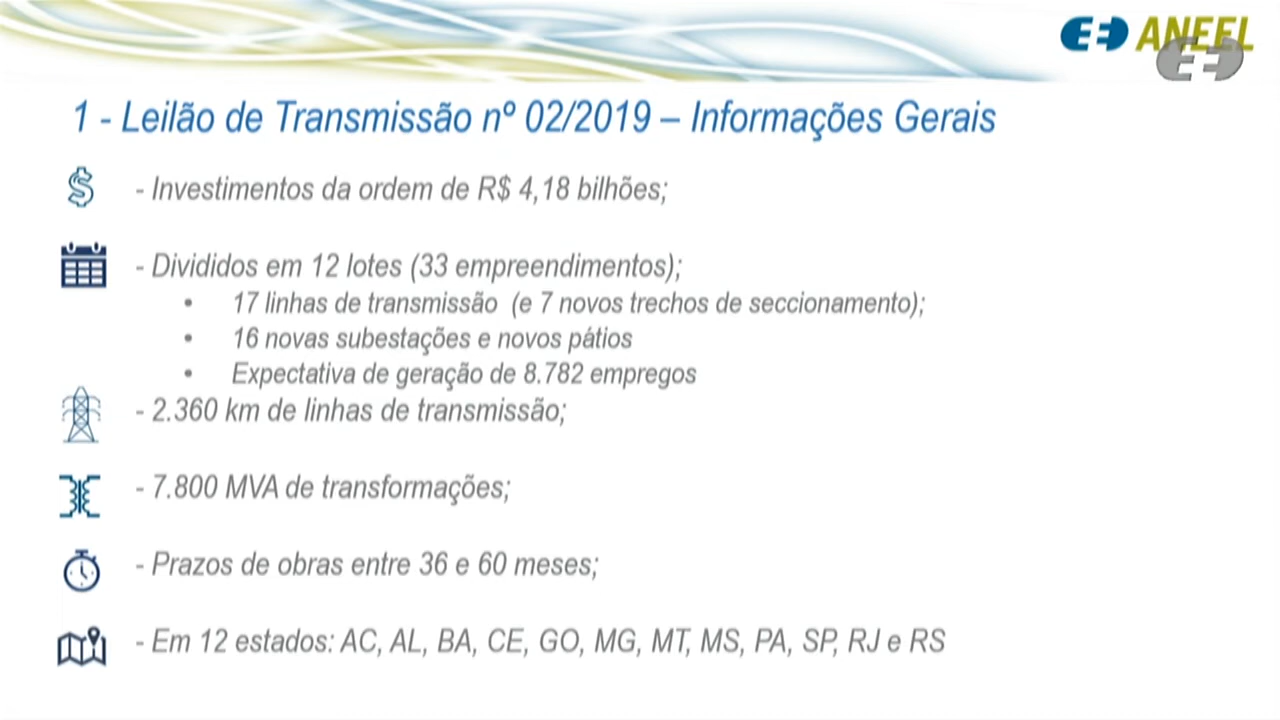 ANEEL
1 - Leilão de Transmissão nº 02/2019 – Informações Gerais
- Investimentos da ordem de R$ 4,18 bilhões;
- Divididos em 12 lotes (33 empreendimentos);
• 17 linhas de transmissão (e 7 novos trechos de seccionamento);
• 16 novas subestações e novos pátios
• Expectativa de geração de 8.782 empregos
- 2.360 km de linhas de transmissão;
- 7.800 MVA de transformações;
- Prazos de obras entre 36 e 60 meses;
- Em 12 estados: AC, AL, BA, CE, GO, MG, MT, MS, PA, SP, RJ e RS